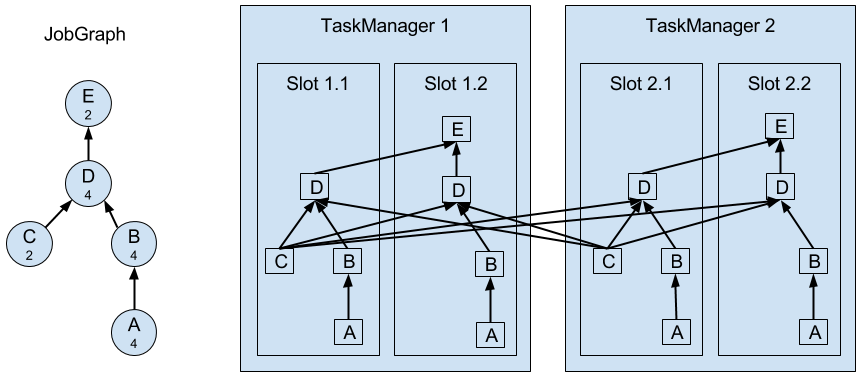 JobGraph
E
2
D
4
C
2
B
4
A
4
TaskManager 1
Slot 1.1
D
C
B
A
Slot 1.2
E
D
B
A
TaskManager 2
Slot 2.1
D
C
B
A
Slot 2.2
E
D
B
A